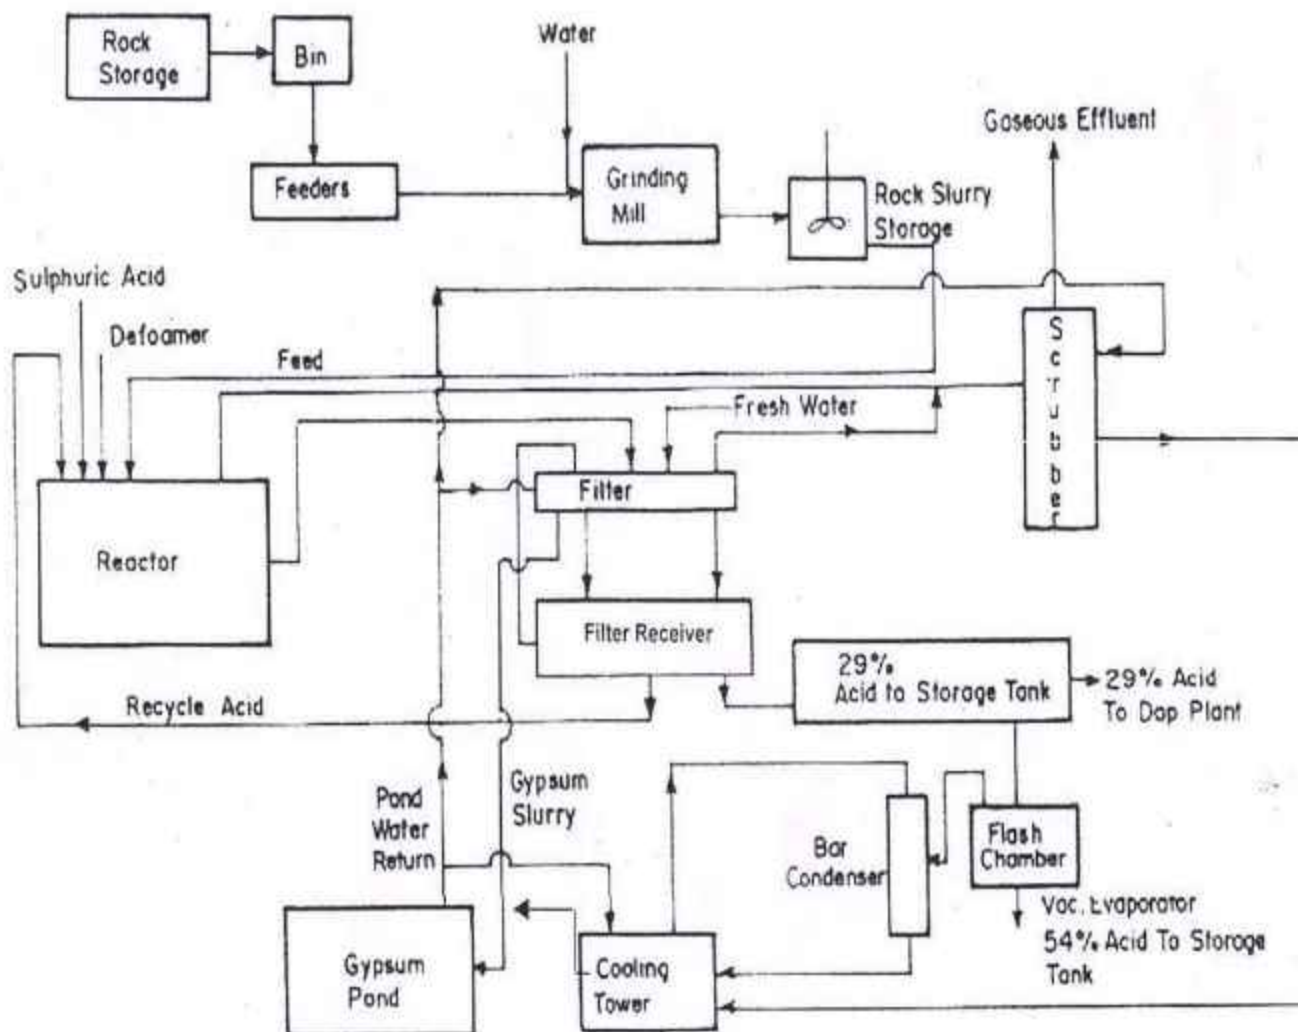 Rock
Storage
Bin
Water
Gaseous Effluent
Feeders
Grinding
Mill
Rock Slurry
Storage
Sulphuric Acid
Defoamer
Feed
Scrubber
Fresh Water
Filter
Reactor
Filter Receiver
29%
Acid to Storage Tank
29% Acid
To Dap Plant
Recycle Acid
Gypsum
Slurry
Pond
Water
Return
Bar
Condenser
Flash
Chamber
Vac. Evaporator
54% Acid To Storage
Tank
Gypsum
Pond
Cooling
Tower